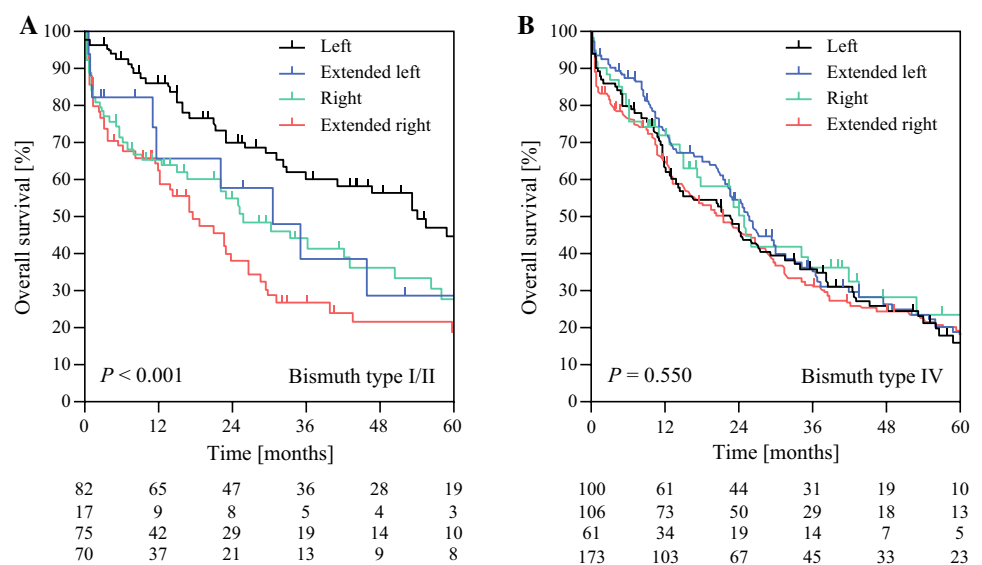 A
Overall survival [%]
100
90
80
70
60
50
40
30
20
10
0
Left
Extended left
Right
Extended right
P < 0.001
Bismuth type I/II
0 12 24 36 48 60
Time [months]
82 65 47 36 28 19
17 9 8 5 4 3
75 42 29 19 14 10
70 37 21 13 9 8
B
Overall survival [%]
100
90
80
70
60
50
40
30
20
10
0
Left
Extended left
Right
Extended right
P = 0.550
Bismuth type IV
0 12 24 36 48 60
Time [months]
100 61 44 31 19 10
106 73 50 29 18 13
61 34 19 14 7 5
173 103 67 45 33 23